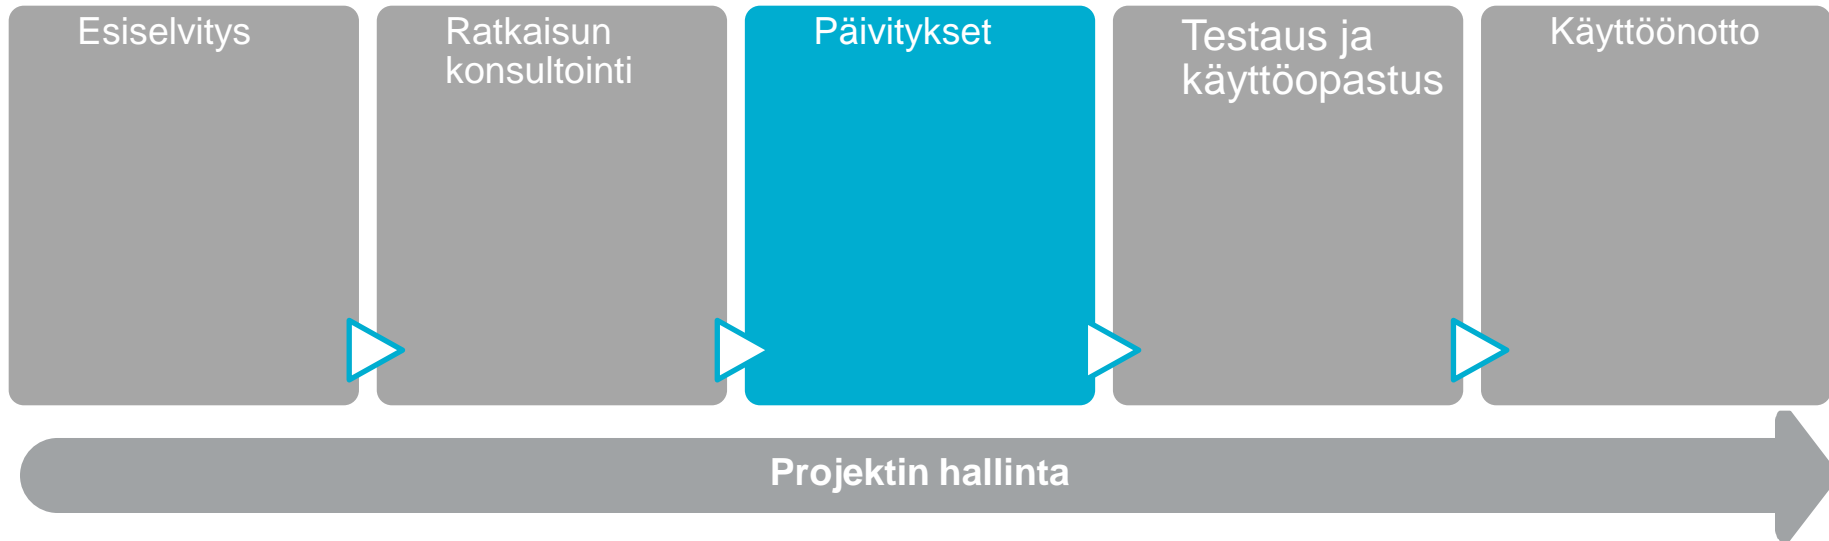 Esiselvitys
Ratkaisun
konsultointi
Päivitykset
Testaus ja
käyttöopastus
Käyttöönotto
Projektin hallinta